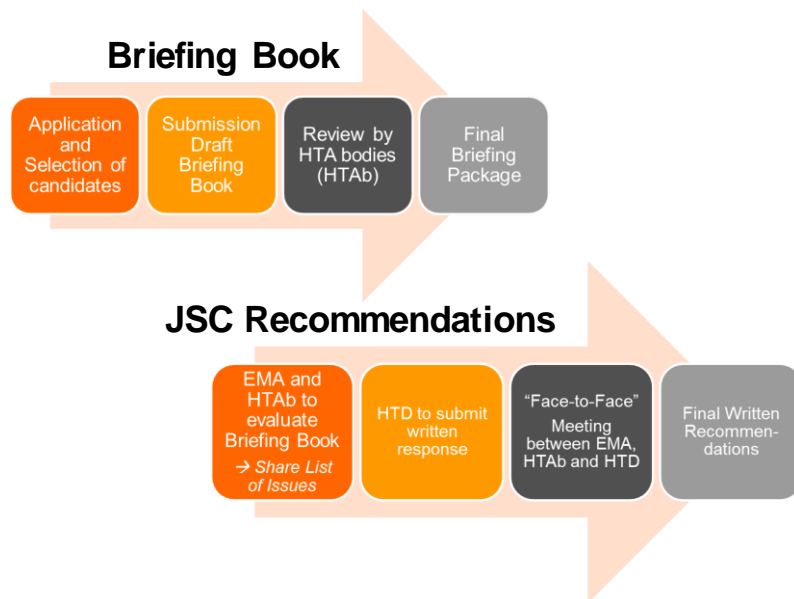 Briefing Book
Application
and
Selection of
candidates
Submission
Draft
Briefing
Book
Review by
HTA bodies
(HTAb)
Final
Briefing
Package
JSC Recommendations
EMA and
HTAb to
evaluate
Briefing Book
→ Share List
of Issues
HTD to submit
written
response
“Face-to-Face”
Meeting
between EMA,
HTAb and HTD
Final Written
Recommen-
dations